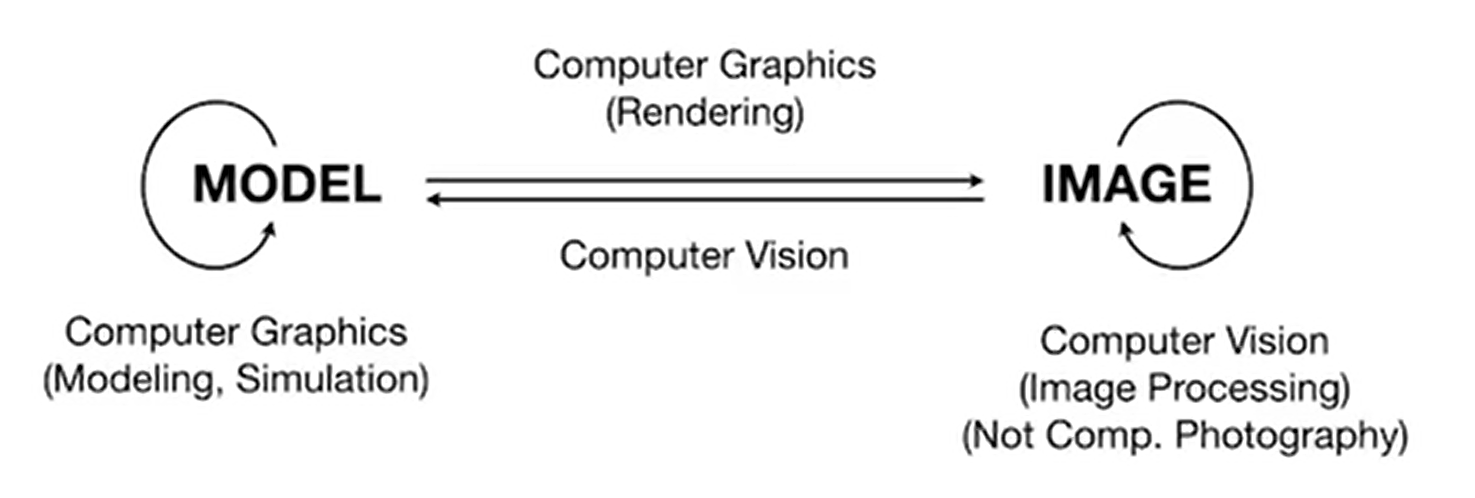 Computer Graphics
(Rendering)
MODEL
IMAGE
Computer Vision
Computer Graphics
(Modeling, Simulation)
Computer Vision
(Image Processing)
(Not Comp. Photography)